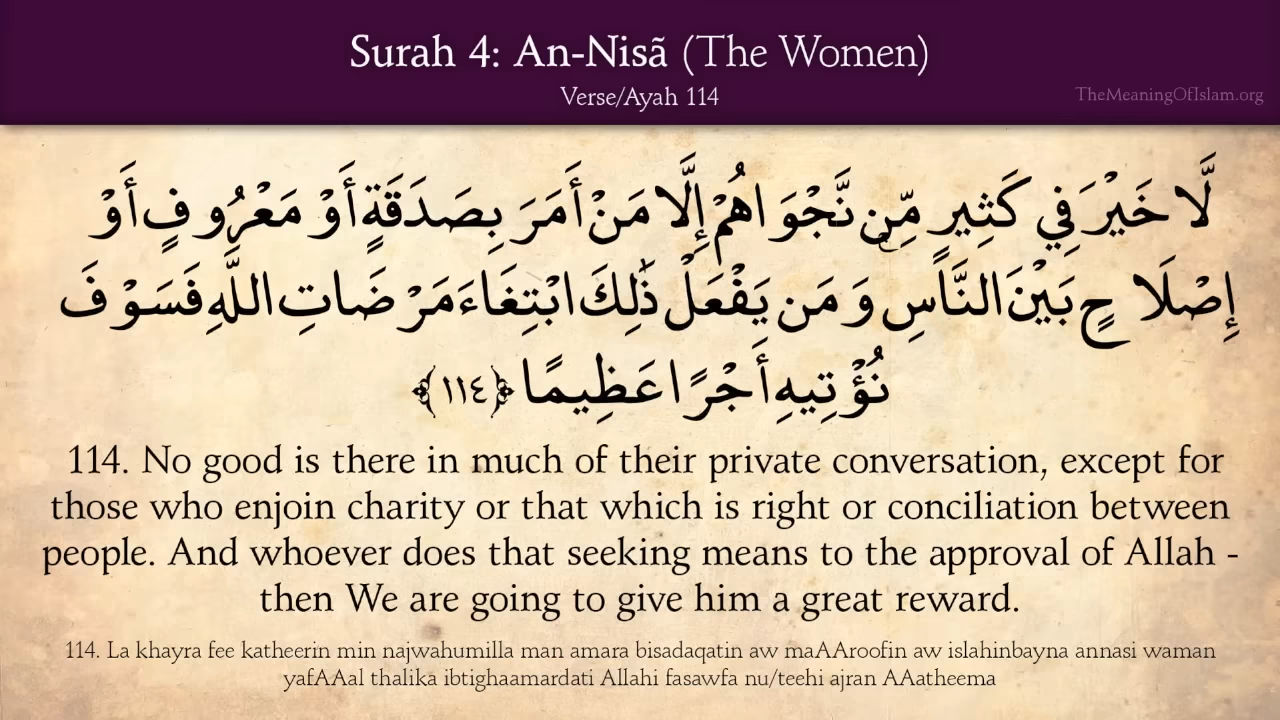 Surah 4: An-Nisã (The Women)
Verse/Ayah 114
TheMeaningOfIslam.org
لَّا خَيْرَ فِي كَثِيرٍ مِّن نَّجْوَاهُمْ إِلَّا مَنْ أَمَرَ بِصَدَقَةٍ أَوْ مَعْرُوفٍ أَوْ
إِصْلَاحٍ بَيْنَ النَّاسِ وَمَن يَفْعَلْ ذَٰلِكَ ابْتِغَاءَ مَرْضَاتِ اللَّهِ فَسَوْفَ
نُؤْتِيهِ أَجْرًا عَظِيمًا ﴿١١٤﴾
114. No good is there in much of their private conversation, except for
those who enjoin charity or that which is right or conciliation between
people. And whoever does that seeking means to the approval of Allah -
then We are going to give him a great reward.
114. La khayra fee katheerin min najwahumilla man amara bisadaqatin aw maAAroofin aw islahinbayna annasi waman
yafAAal thalika ibtighaamardati Allahi fasawfa nu/teehi ajran AAatheema